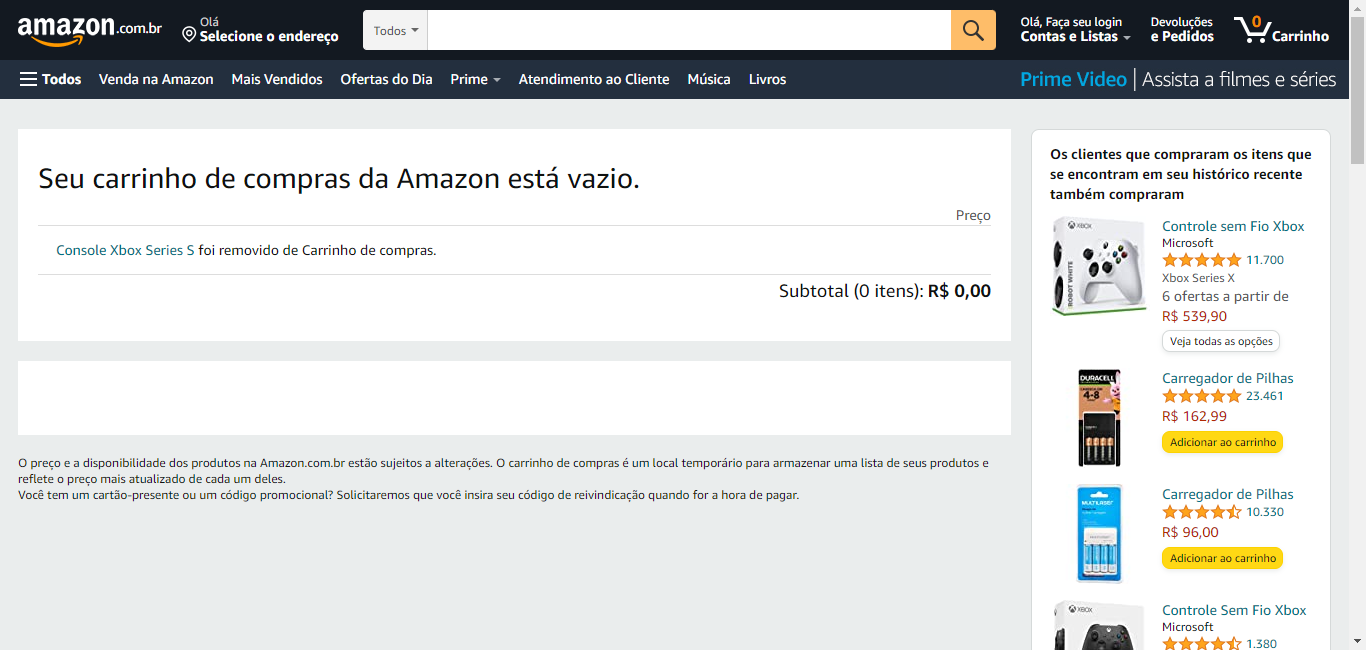 amazon.com.br
Olá
Selecione o endereço
Todos
Olá, Faça seu login
Contas e Listas
Devoluções
e Pedidos
0
Carrinho
Todos
Venda na Amazon
Mais Vendidos
Ofertas do Dia
Prime
Atendimento ao Cliente
Música
Livros
Prime Video | Assista a filmes e séries
Seu carrinho de compras da Amazon está vazio.
Preço
Console Xbox Series S foi removido de Carrinho de compras.
Subtotal (0 itens): R$ 0,00
O preço e a disponibilidade dos produtos na Amazon.com.br estão sujeitos a alterações. O carrinho de compras é um local temporário para armazenar uma lista de seus produtos e
reflete o preço mais atualizado de cada um deles.
Você tem um cartão-presente ou um código promocional? Solicitaremos que você insira seu código de reivindicação quando for a hora de pagar.
Os clientes que compraram os itens que
se encontram em seu histórico recente
também compraram
XBOX
ROBOT WHITE
Controle sem Fio Xbox
Microsoft
11.700
Xbox Series X
6 ofertas a partir de
R$ 539,90
Veja todas as opções
DURACELL
4-8
Carregador de Pilhas
23.461
R$ 162,99
Adicionar ao carrinho
MULTILASER
Carregador de Pilhas
10.330
R$ 96,00
Adicionar ao carrinho
XBOX
Controle Sem Fio Xbox
Microsoft
1.380